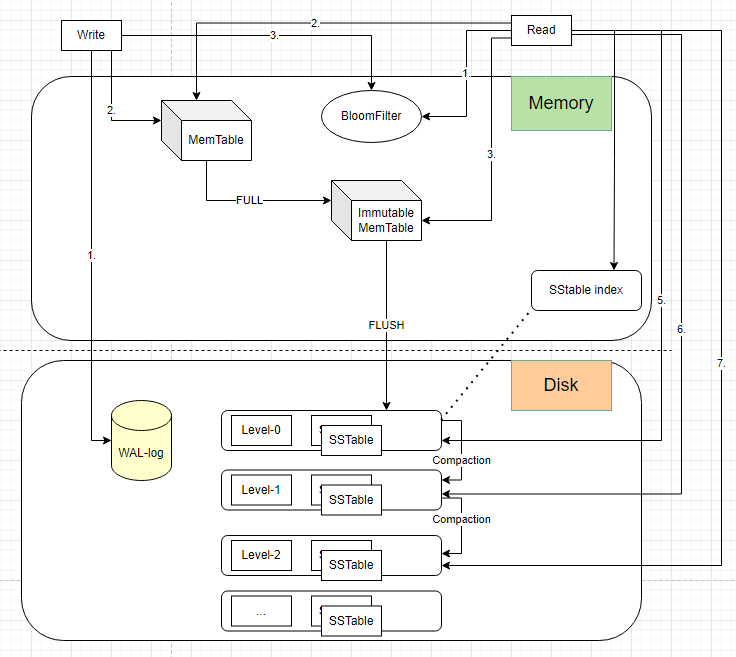 Write
Read
2.
3.
1.
Memory
2.
MemTable
BloomFilter
3.
FULL
Immutable
MemTable
1.
SStable index
5.
6.
FLUSH
7.
Disk
Level-0
SSTable
WAL-log
Compaction
Level-1
SSTable
Compaction
Level-2
SSTable
...
SSTable